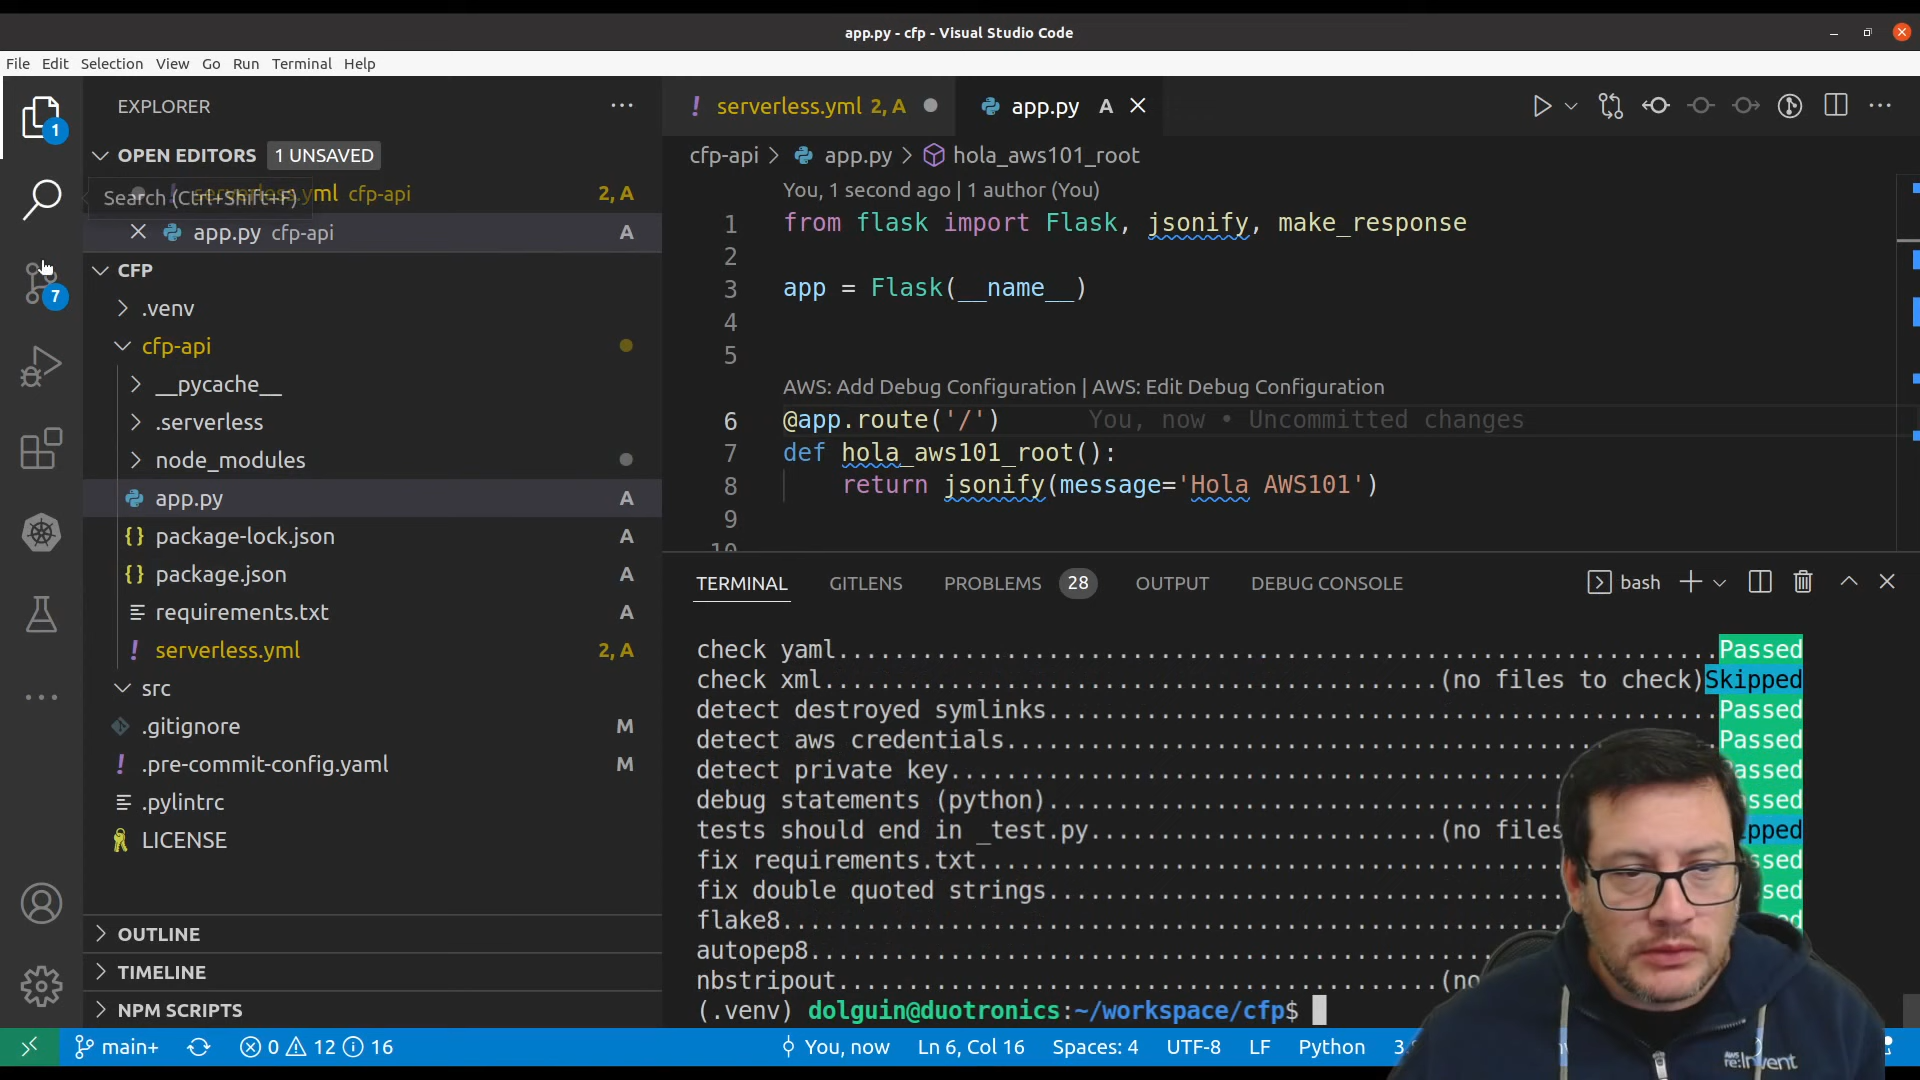 app.py - cfp - Visual Studio Code
File Edit Selection View Go Run Terminal Help
EXPLORER
OPEN EDITORS 1 UNSAVED
serverless.yml cfp-api 2, A
Search (Ctrl+Shift+F)
app.py cfp-api A
CFP
.venv
cfp-api
__pycache__
.serverless
node_modules
app.py A
package-lock.json A
package.json A
requirements.txt A
serverless.yml 2, A
src
.gitignore M
.pre-commit-config.yaml M
.pylintrc
LICENSE
OUTLINE
TIMELINE
NPM SCRIPTS
1
7
serverless.yml 2, A
app.py A
cfp-api > app.py > hola_aws101_root
You, 1 second ago | 1 author (You)
1 from flask import Flask, jsonify, make_response
2
3 app = Flask(__name__)
4
5
AWS: Add Debug Configuration | AWS: Edit Debug Configuration
6 @app.route('/') You, now • Uncommitted changes
7 def hola_aws101_root():
8 return jsonify(message='Hola AWS101')
9
10
TERMINAL GITLENS PROBLEMS 28 OUTPUT DEBUG CONSOLE bash
check yaml..............................................................Passed
check xml............................................(no files to check)Skipped
detect destroyed symlinks................................................Passed
detect aws credentials...................................................Passed
detect private key...........................................Passed
debug statements (python)....................................Passed
tests should end in _test.py.........................(no files
fix requirements.txt.........................................
fix double quoted strings....................................
flake8.......................................................
autopep8.....................................................
nbstripout...........................................(no
(.venv) dolguin@duotronics:~/workspace/cfp$
main+ 0 12 16 You, now Ln 6, Col 16 Spaces: 4 UTF-8 LF Python
AWS
re:Invent